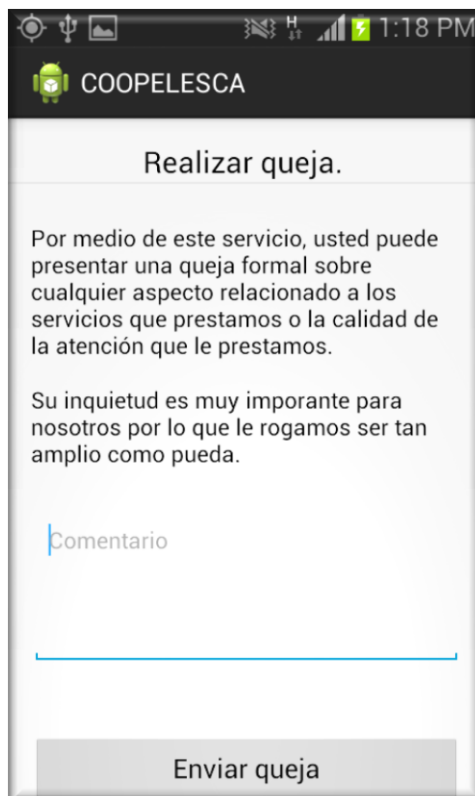 H 1:18 PM
COOPELESCA
Realizar queja.
Por medio de este servicio, usted puede
presentar una queja formal sobre
cualquier aspecto relacionado a los
servicios que prestamos o la calidad de
la atención que le prestamos.
Su inquietud es muy imporante para
nosotros por lo que le rogamos ser tan
amplio como pueda.
Comentario
Enviar queja